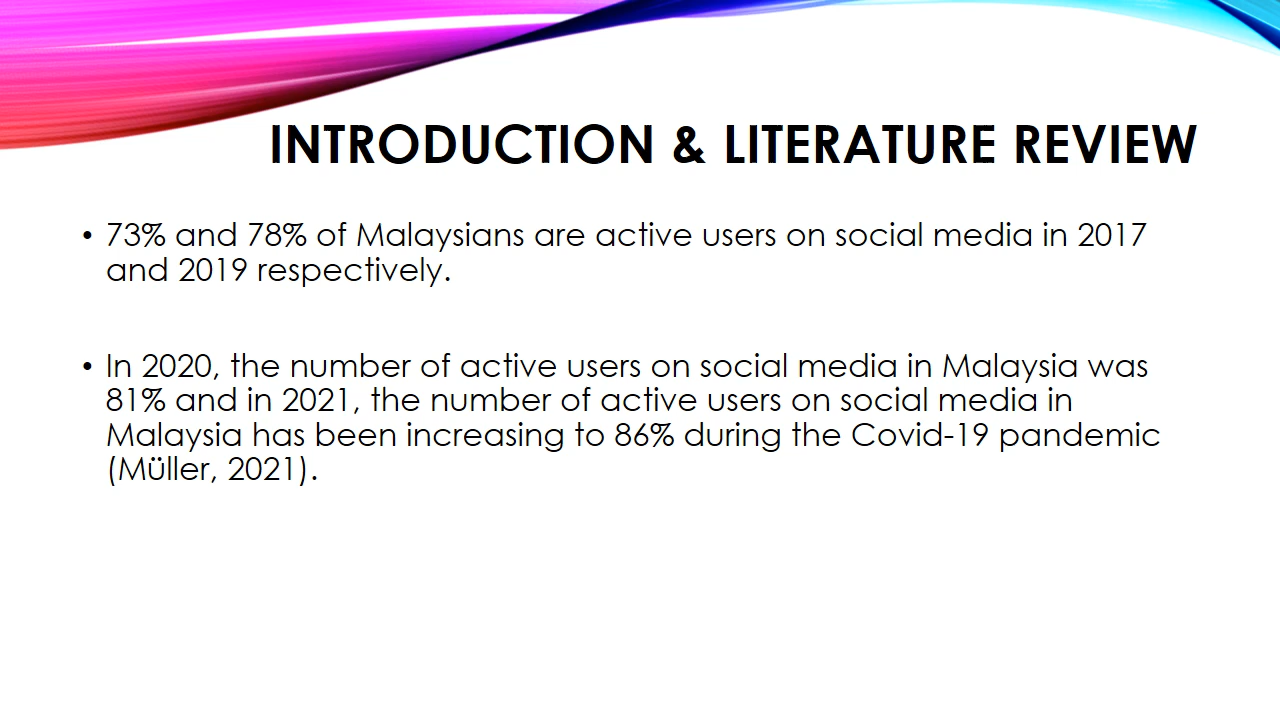 INTRODUCTION & LITERATURE REVIEW
• 73% and 78% of Malaysians are active users on social media in 2017
and 2019 respectively.
• In 2020, the number of active users on social media in Malaysia was
81% and in 2021, the number of active users on social media in
Malaysia has been increasing to 86% during the Covid-19 pandemic
(Müller, 2021).